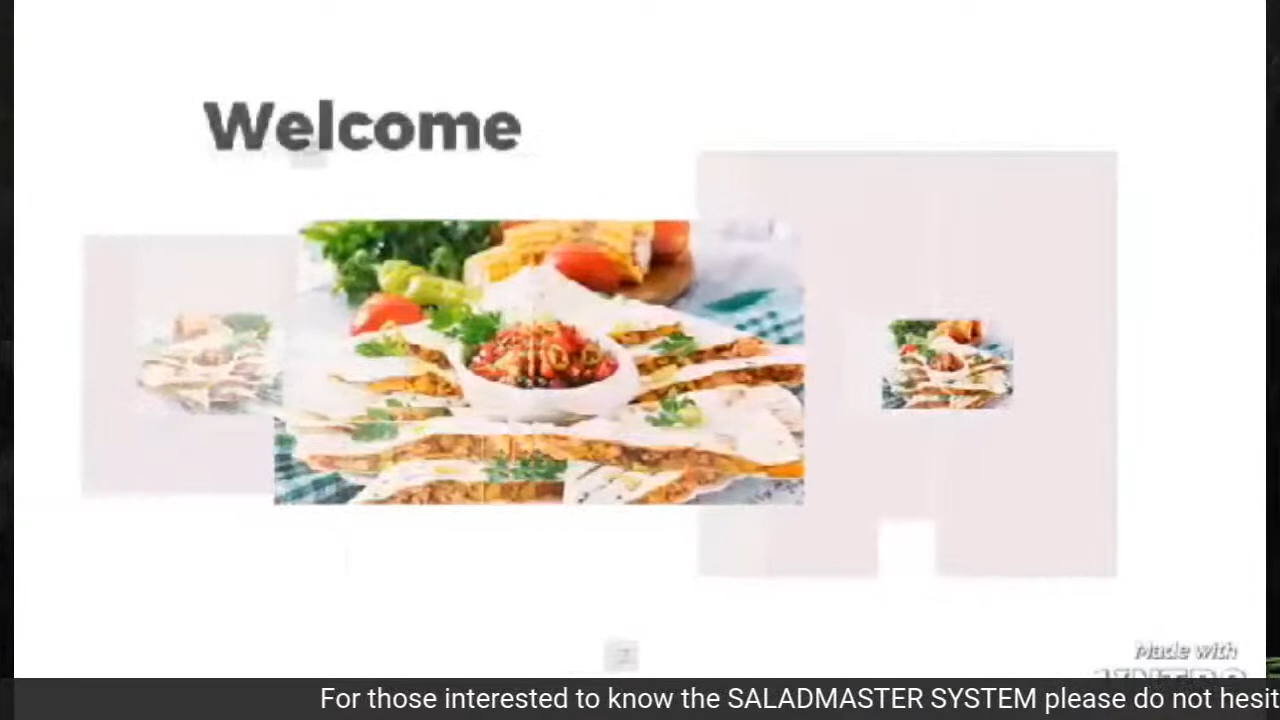 Welcome
Made with
For those interested to know the SALADMASTER SYSTEM please do not hesit